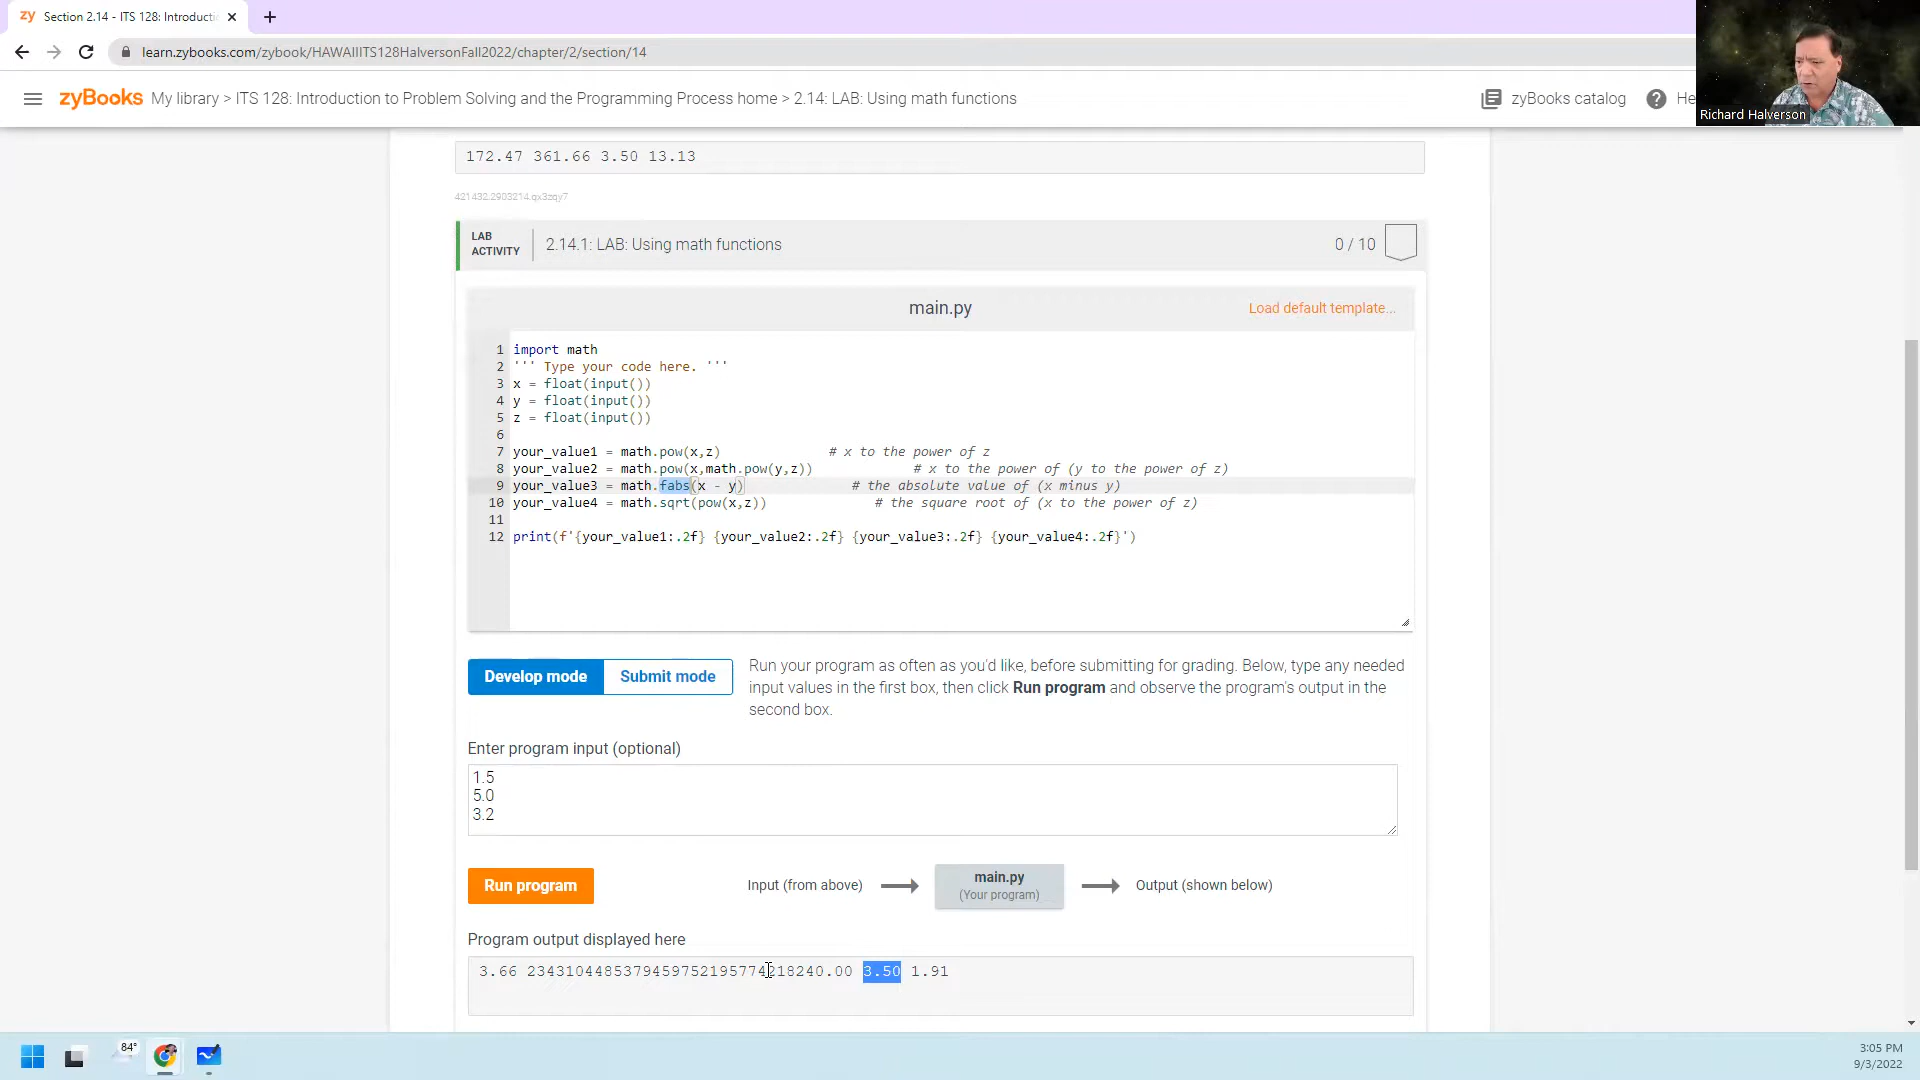 zy Section 2.14 - ITS 128: Introducti
learn.zybooks.com/zybook/HAWAIIITS128HalversonFall2022/chapter/2/section/14
zyBooks My library > ITS 128: Introduction to Problem Solving and the Programming Process home > 2.14: LAB: Using math functions
zyBooks catalog
He
Richard Halverson
172.47 361.66 3.50 13.13
421432.2903214.qx3zqy7
LAB ACTIVITY
2.14.1: LAB: Using math functions
0 / 10
main.py
Load default template...
1 import math
2 ''' Type your code here. '''
3 x = float(input())
4 y = float(input())
5 z = float(input())
6
7 your_value1 = math.pow(x,z) # x to the power of z
8 your_value2 = math.pow(x,math.pow(y,z)) # x to the power of (y to the power of z)
9 your_value3 = math.fabs(x - y) # the absolute value of (x minus y)
10 your_value4 = math.sqrt(pow(x,z)) # the square root of (x to the power of z)
11
12 print(f'{your_value1:.2f} {your_value2:.2f} {your_value3:.2f} {your_value4:.2f}')
Develop mode
Submit mode
Run your program as often as you'd like, before submitting for grading. Below, type any needed
input values in the first box, then click Run program and observe the program's output in the
second box.
Enter program input (optional)
1.5
5.0
3.2
Run program
Input (from above)
main.py
(Your program)
Output (shown below)
Program output displayed here
3.66 2343104485379459752195774218240.00 3.50 1.91
84°
3:05 PM
9/3/2022